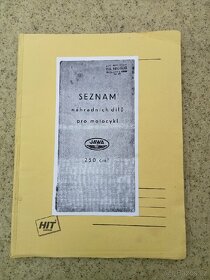 SEZNAM
náhradních dílů
pro motocykl
JAWA
250 cm³
HIT